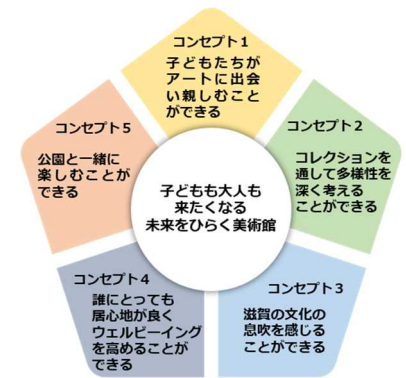 コンセプト1
子どもたちが
アートに出会
い親しむこと
ができる
コンセプト2
コレクションを
通して多様性を
深く考える
ことができる
コンセプト3
滋賀の文化の
息吹を感じる
ことができる
コンセプト4
誰にとっても
居心地が良く
ウェルビーイング
を高めることが
できる
コンセプト5
公園と一緒に
楽しむことが
できる
子どもも大人も
来たくなる
未来をひらく美術館